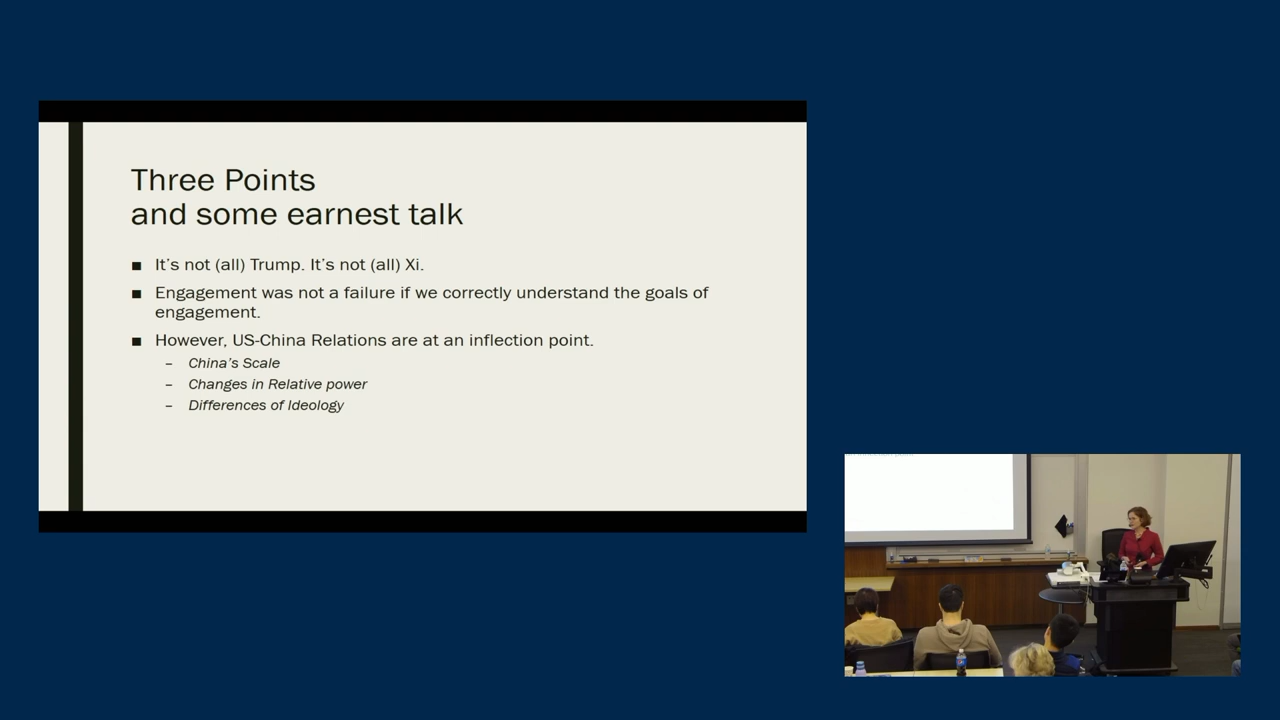 Three Points
and some earnest talk
■ It's not (all) Trump. It's not (all) Xi.
■ Engagement was not a failure if we correctly understand the goals of
engagement.
■ However, US-China Relations are at an inflection point.
– China's Scale
– Changes in Relative power
– Differences of Ideology